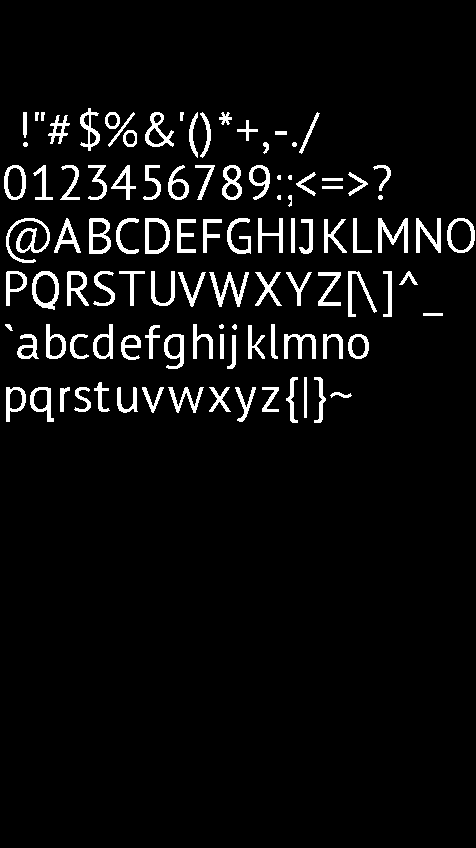 !"#$%&'()*+,-./
0123456789:;<=>?
@ABCDEFGHIJKLMNO
PQRSTUVWXYZ[\]^_
`abcdefghijklmno
pqrstuvwxyz{|}~